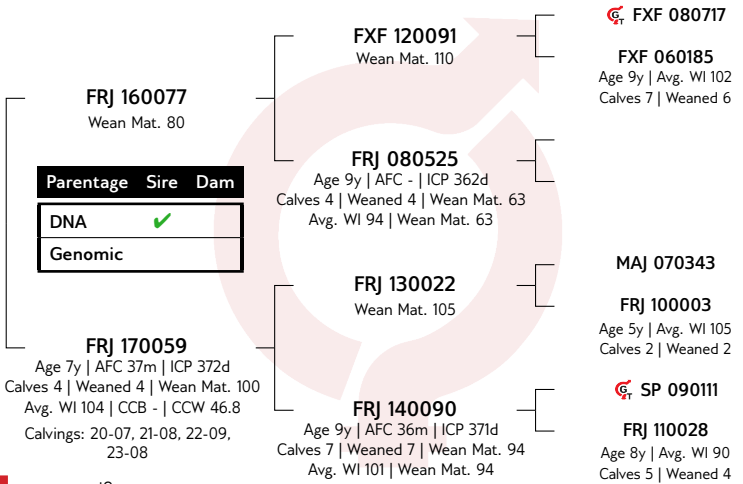 FRJ 160077
Wean Mat. 80
Parentage Sire Dam
DNA ✔
Genomic
FRJ 170059
Age 7y | AFC 37m | ICP 372d
Calves 4 | Weaned 4 | Wean Mat. 100
Avg. WI 104 | CCB - | CCW 46.8
Calvings: 20-07, 21-08, 22-09,
23-08
FXF 120091
Wean Mat. 110
FRJ 080525
Age 9y | AFC - | ICP 362d
Calves 4 | Weaned 4 | Wean Mat. 63
Avg. WI 94 | Wean Mat. 63
FRJ 130022
Wean Mat. 105
FRJ 140090
Age 9y | AFC 36m | ICP 371d
Calves 7 | Weaned 7 | Wean Mat. 94
Avg. WI 101 | Wean Mat. 94
GT FXF 080717
FXF 060185
Age 9y | Avg. WI 102
Calves 7 | Weaned 6
MAJ 070343
FRJ 100003
Age 5y | Avg. WI 105
Calves 2 | Weaned 2
GT SP 090111
FRJ 110028
Age 8y | Avg. WI 90
Calves 5 | Weaned 4